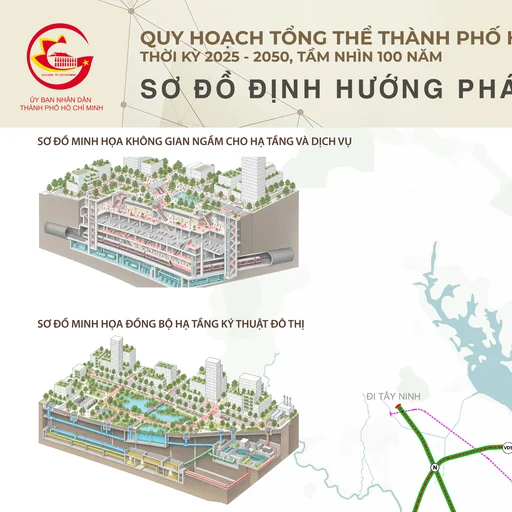 QUY HOẠCH TỔNG THỂ THÀNH PHỐ H
THỜI KỲ 2025 - 2050, TẦM NHÌN 100 NĂM
SƠ ĐỒ ĐỊNH HƯỚNG PHÁ
ỦY BAN NHÂN DÂN
THÀNH PHỐ HỒ CHÍ MINH
SƠ ĐỒ MINH HỌA KHÔNG GIAN NGẦM CHO HẠ TẦNG VÀ DỊCH VỤ
SƠ ĐỒ MINH HỌA ĐỒNG BỘ HẠ TẦNG KỸ THUẬT ĐÔ THỊ
ĐI TÂY NINH
N